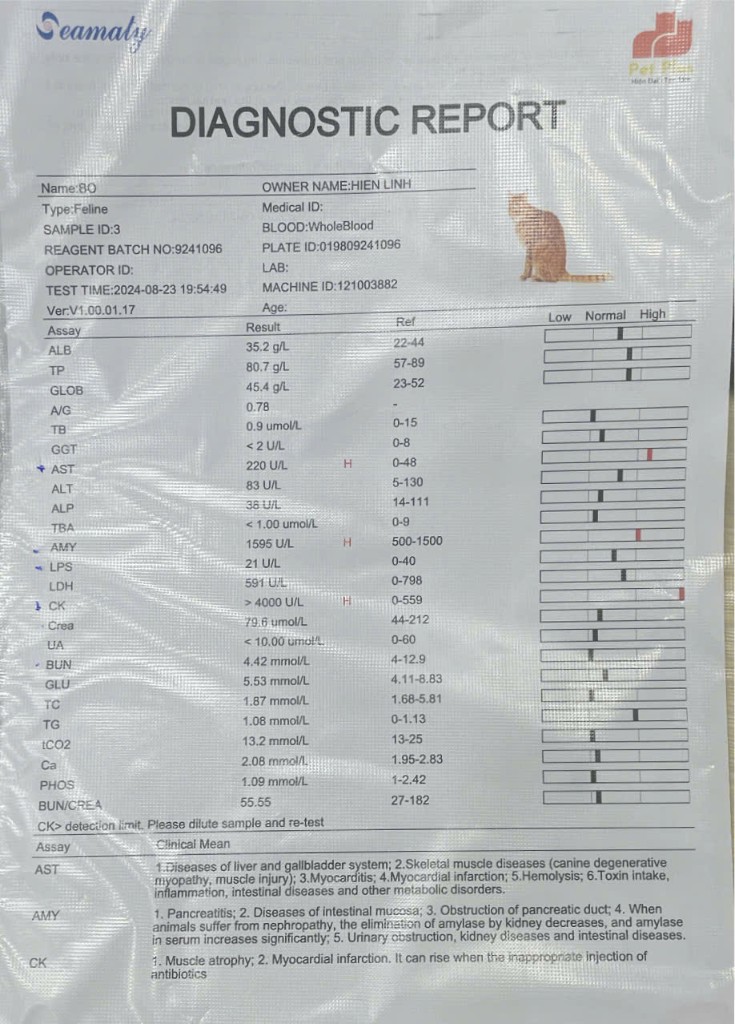 Seamaty
Pet Plus
DIAGNOSTIC REPORT
Name:BO OWNER NAME:HIEN LINH
Type:Feline Medical ID:
SAMPLE ID:3 BLOOD:WholeBlood
REAGENT BATCH NO:9241096 PLATE ID:019809241096
OPERATOR ID: LAB:
TEST TIME:2024-08-23 19:54:49 MACHINE ID:121003882
Ver:V1.00.01.17 Age:
Assay Result Ref Low Normal High
ALB 35.2 g/L 22-44
TP 80.7 g/L 57-89
GLOB 45.4 g/L 23-52
A/G 0.78 -
TB 0.9 umol/L 0-15
GGT < 2 U/L 0-8
AST 220 U/L H 0-48
ALT 83 U/L 5-130
ALP 38 U/L 14-111
TBA < 1.00 umol/L 0-9
AMY 1595 U/L H 500-1500
LPS 21 U/L 0-40
LDH 591 U/L 0-798
CK > 4000 U/L H 0-559
Crea 79.6 umol/L 44-212
UA < 10.00 umol/L 0-60
BUN 4.42 mmol/L 4-12.9
GLU 5.53 mmol/L 4.11-8.83
TC 1.87 mmol/L 1.68-5.81
TG 1.08 mmol/L 0-1.13
tCO2 13.2 mmol/L 13-25
Ca 2.08 mmol/L 1.95-2.83
PHOS 1.09 mmol/L 1-2.42
BUN/CREA 55.55 27-182
CK> detection limit. Please dilute sample and re-test
Assay Clinical Mean
AST 1.Diseases of liver and gallbladder system; 2.Skeletal muscle diseases (canine degenerative
myopathy, muscle injury); 3.Myocarditis; 4.Myocardial infarction; 5.Hemolysis; 6.Toxin intake,
inflammation, intestinal diseases and other metabolic disorders.
AMY 1. Pancreatitis; 2. Diseases of intestinal mucosa; 3. Obstruction of pancreatic duct; 4. When
animals suffer from nephropathy, the elimination of amylase by kidney decreases, and amylase
in serum increases significantly; 5. Urinary obstruction, kidney diseases and intestinal diseases.
CK 1. Muscle atrophy; 2. Myocardial infarction. It can rise when the inappropriate injection of
antibiotics